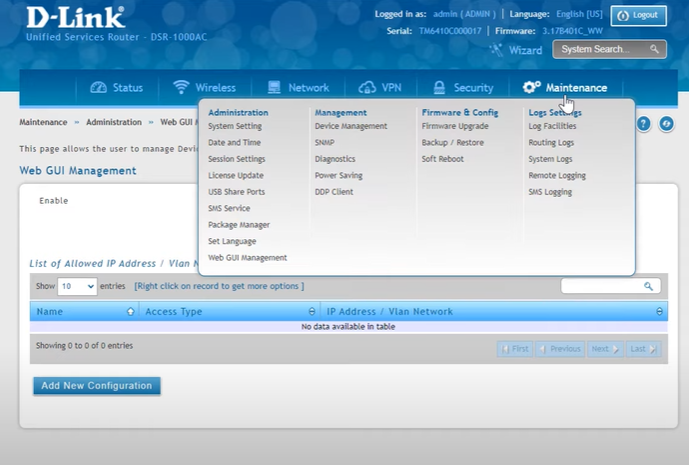 D-Link
Unified Services Router - DSR-1000AC
Logged in as: admin ( ADMIN ) | Language: English [US]
Logout
Serial: TM6410C000017 | Firmware: 3.17B401C_WW
Wizard
System Search...
Status
Wireless
Network
VPN
Security
Maintenance
Maintenance » Administration » Web GUI
Administration
System Setting
Date and Time
Session Settings
License Update
USB Share Ports
SMS Service
Package Manager
Set Language
Web GUI Management
Management
Device Management
SNMP
Diagnostics
Power Saving
DDP Client
Firmware & Config
Firmware Upgrade
Backup / Restore
Soft Reboot
Logs Settings
Log Facilities
Routing Logs
System Logs
Remote Logging
SMS Logging
?
This page allows the user to manage
Web GUI Management
Enable
List of Allowed IP Address / Vlan
Show 10 entries [Right click on record to get more options ]
Name Access Type IP Address / Vlan Network
No data available in table
Showing 0 to 0 of 0 entries
First Previous Next Last
Add New Configuration